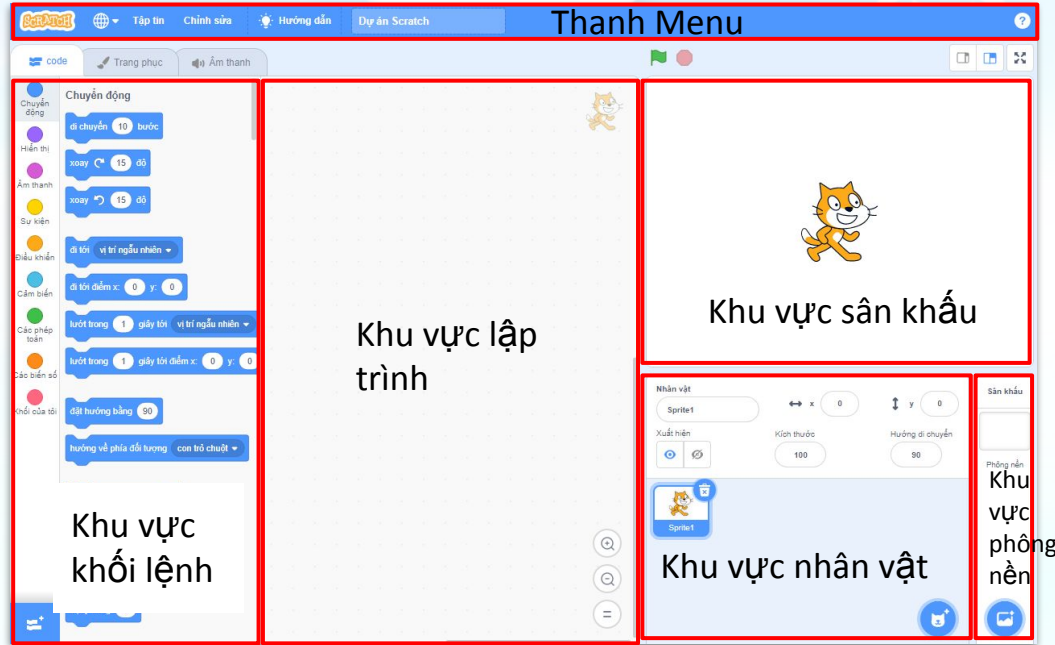 SCRATCH Tập tin Chỉnh sửa Hướng dẫn Dự án Scratch Thanh Menu ?
code Trang phục Âm thanh
Chuyển động
Hiển thị
Âm thanh
Sự kiện
Điều khiển
Cảm biến
Các phép toán
Các biến số
Khối của tôi
Chuyển động
di chuyển 10 bước
xoay 15 độ
xoay 15 độ
đi tới vị trí ngẫu nhiên
đi tới điểm x: 0 y: 0
lướt trong 1 giây tới vị trí ngẫu nhiên
lướt trong 1 giây tới điểm x: 0 y: 0
đặt hướng bằng 90
hướng về phía đối tượng con trỏ chuột
Khu vực
khối lệnh
Khu vực lập
trình
Khu vực sân khấu
Nhân vật
Sprite1 x 0 y 0
Xuất hiện Kích thước Hướng di chuyển
100 90
Sprite1
Khu vực nhân vật
Sân khấu
Phông nền
Khu
vực
phông
nền